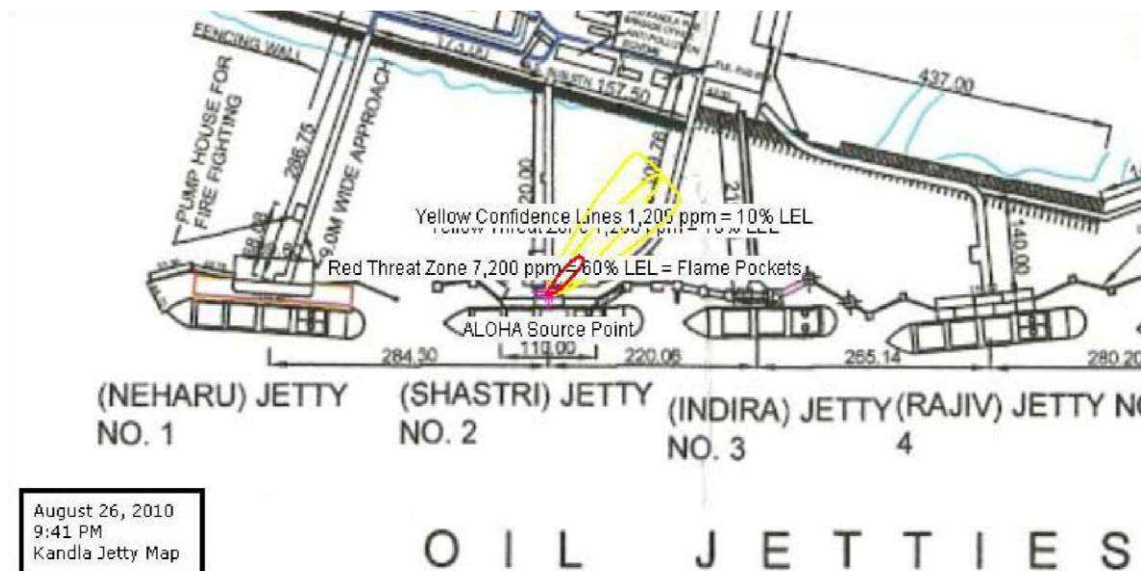 FENCING WALL
157.50
437.00
PUMP HOUSE FOR
FIRE FIGHTING
286.75
9.0M WIDE APPROACH
Yellow Confidence Lines 1,205 ppm = 10% LEL
Red Threat Zone 7,200 ppm = 60% LEL = Flame Pockets
140.00
ALOHA Source Point
110.00
284.30
220.06
265.14
280.20
(NEHARU) JETTY
NO. 1
(SHASTRI) JETTY
NO. 2
(INDIRA) JETTY
NO. 3
(RAJIV) JETTY NO
4
August 26, 2010
9:41 PM
Kandla Jetty Map
OIL JETTIES